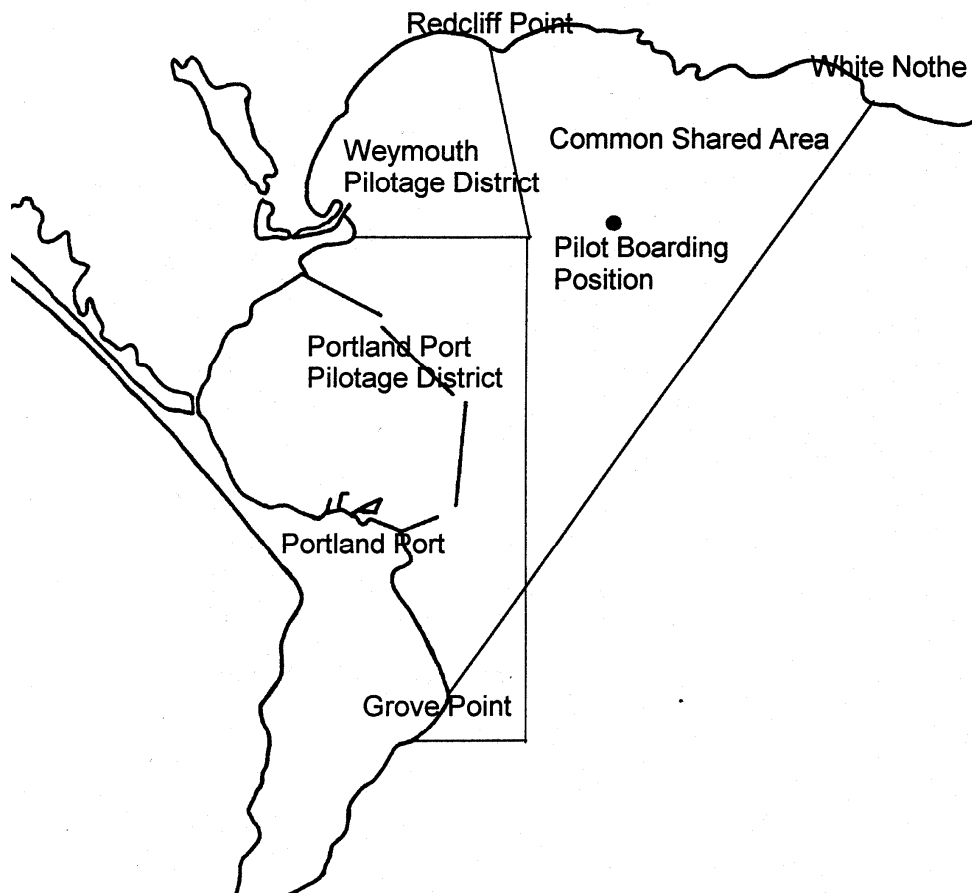 Redcliff Point
White Nothe
Common Shared Area
Weymouth
Pilotage District
Pilot Boarding
Position
Portland Port
Pilotage District
Portland Port
Grove Point